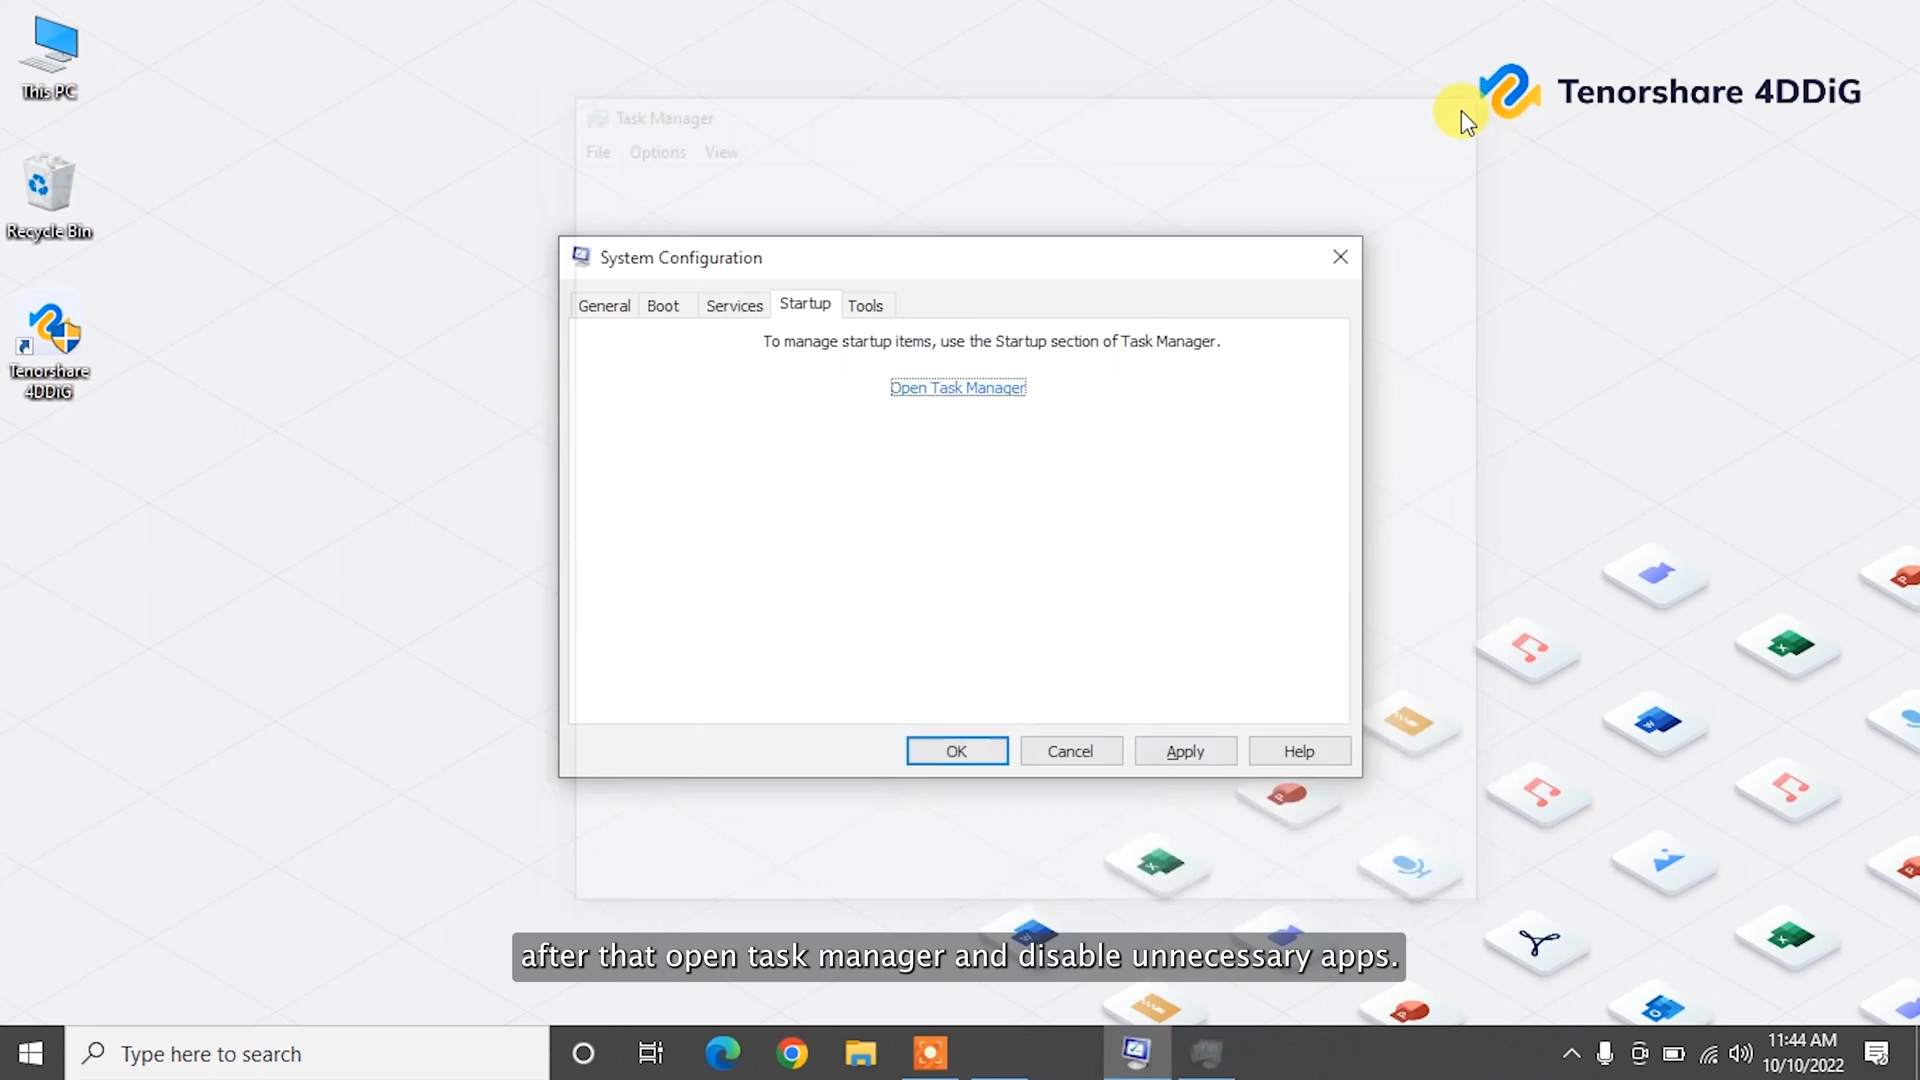 This PC
Recycle Bin
Tenorshare
4DDiG
Tenorshare 4DDiG
Task Manager
File Options View
System Configuration
General Boot Services Startup Tools
To manage startup items, use the Startup section of Task Manager.
Open Task Manager
OK Cancel Apply Help
after that open task manager and disable unnecessary apps.
Type here to search
11:44 AM
10/10/2022